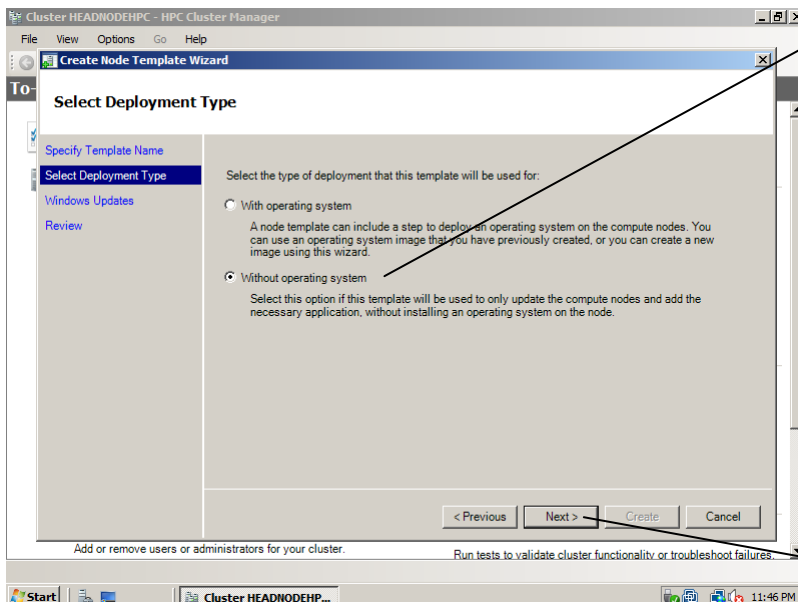 Cluster HEADNODEHPC - HPC Cluster Manager
File View Options Go Help
Create Node Template Wizard
To-
Select Deployment Type
Specify Template Name
Select Deployment Type
Windows Updates
Review
Select the type of deployment that this template will be used for:
With operating system
A node template can include a step to deploy an operating system on the compute nodes. You
can use an operating system image that you have previously created, or you can create a new
image using this wizard.
Without operating system
Select this option if this template will be used to only update the compute nodes and add the
necessary application, without installing an operating system on the node.
< Previous Next > Create Cancel
Add or remove users or administrators for your cluster.
Run tests to validate cluster functionality or troubleshoot failures.
Start Cluster HEADNODEHP... 11:46 PM